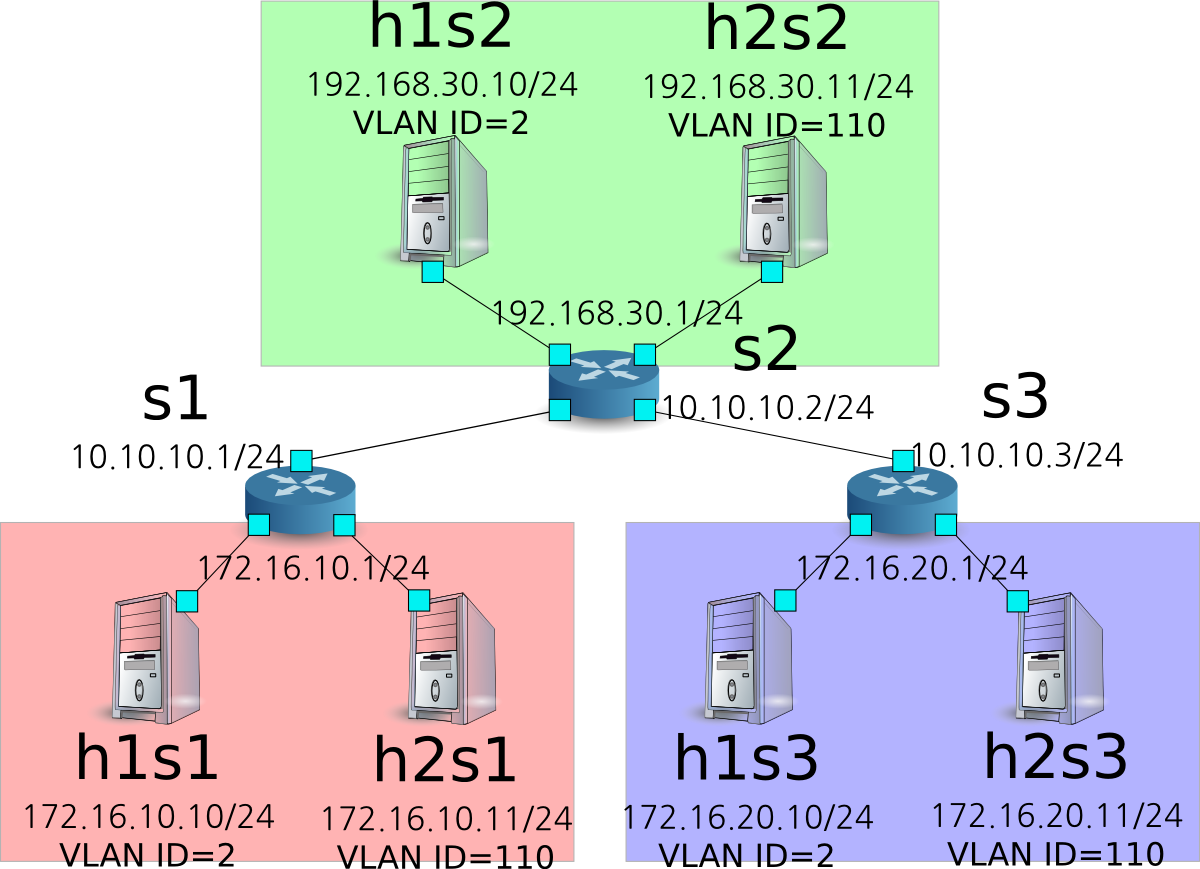 h1s2
192.168.30.10/24
VLAN ID=2
h2s2
192.168.30.11/24
VLAN ID=110
192.168.30.1/24
s2
10.10.10.2/24
s1
10.10.10.1/24
s3
10.10.10.3/24
172.16.10.1/24
172.16.20.1/24
h1s1
172.16.10.10/24
VLAN ID=2
h2s1
172.16.10.11/24
VLAN ID=110
h1s3
172.16.20.10/24
VLAN ID=2
h2s3
172.16.20.11/24
VLAN ID=110